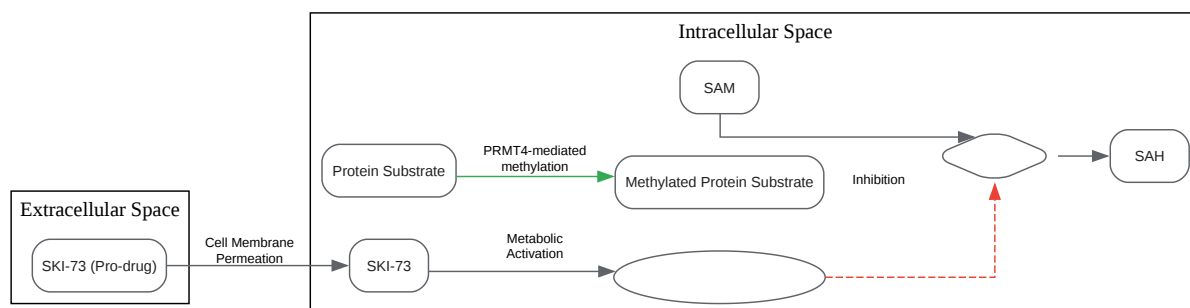 Intracellular Space
SAM
PRMT4-mediated
methylation
Protein Substrate
Methylated Protein Substrate
Inhibition
SAH
Extracellular Space
SKI-73 (Pro-drug)
Cell Membrane
Permeation
SKI-73
Metabolic
Activation